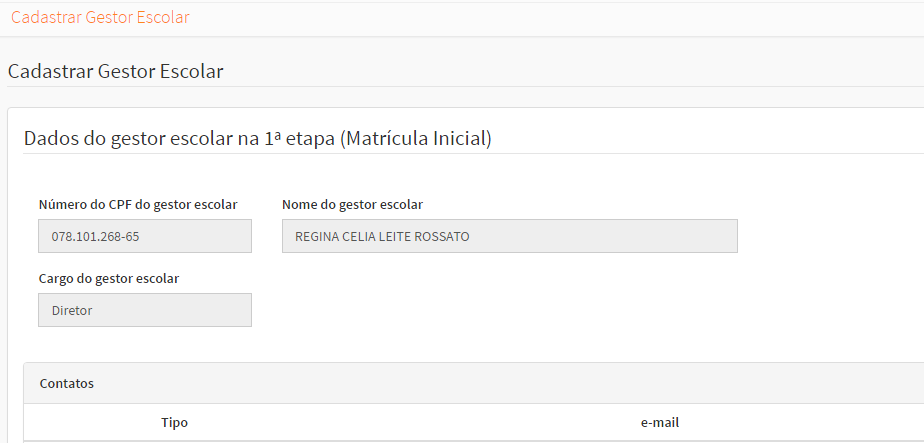 Cadastrar Gestor Escolar
Cadastrar Gestor Escolar
Dados do gestor escolar na 1ª etapa (Matrícula Inicial)
Número do CPF do gestor escolar Nome do gestor escolar
078.101.268-65 REGINA CELIA LEITE ROSSATO
Cargo do gestor escolar
Diretor
Contatos
Tipo e-mail